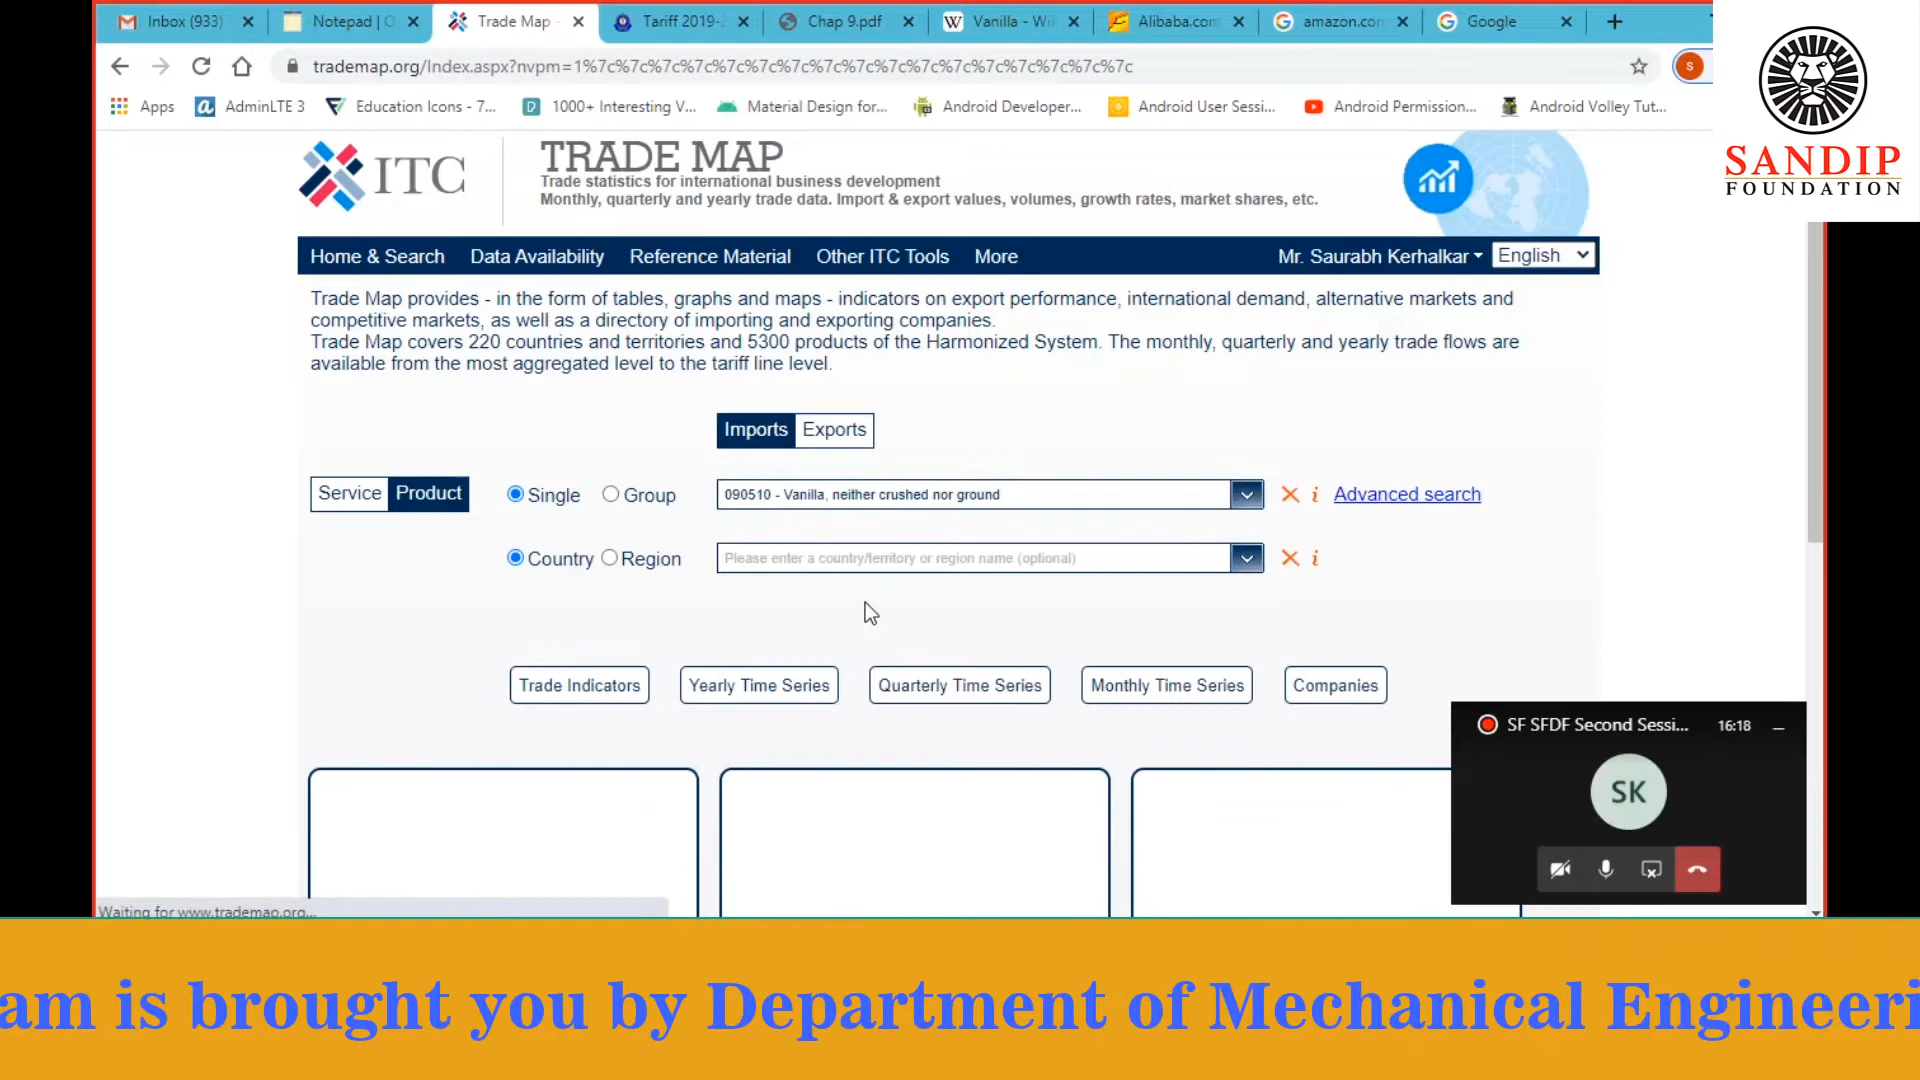 Inbox (933)
Notepad | O
Trade Map -
Tariff 2019-
Chap 9.pdf
Vanilla - Wi
Alibaba.com
amazon.con
Google
trademap.org/Index.aspx?nvpm=1%7c%7c%7c%7c%7c%7c%7c%7c%7c%7c%7c%7c%7c%7c%7c%7c%7c
S
Apps
AdminLTE 3
Education Icons - 7...
1000+ Interesting V...
Material Design for...
Android Developer...
Android User Sessi...
Android Permission...
Android Volley Tut...
SANDIP
FOUNDATION
ITC
TRADE MAP
Trade statistics for international business development
Monthly, quarterly and yearly trade data. Import & export values, volumes, growth rates, market shares, etc.
Home & Search
Data Availability
Reference Material
Other ITC Tools
More
Mr. Saurabh Kerhalkar
English
Trade Map provides - in the form of tables, graphs and maps - indicators on export performance, international demand, alternative markets and
competitive markets, as well as a directory of importing and exporting companies.
Trade Map covers 220 countries and territories and 5300 products of the Harmonized System. The monthly, quarterly and yearly trade flows are
available from the most aggregated level to the tariff line level.
Imports Exports
Service Product
Single Group
090510 - Vanilla, neither crushed nor ground
i
Advanced search
Country Region
Please enter a country/territory or region name (optional)
i
Trade Indicators
Yearly Time Series
Quarterly Time Series
Monthly Time Series
Companies
SF SFDF Second Sessi... 16:18
SK
Waiting for www.trademap.org...
am is brought you by Department of Mechanical Engineeri